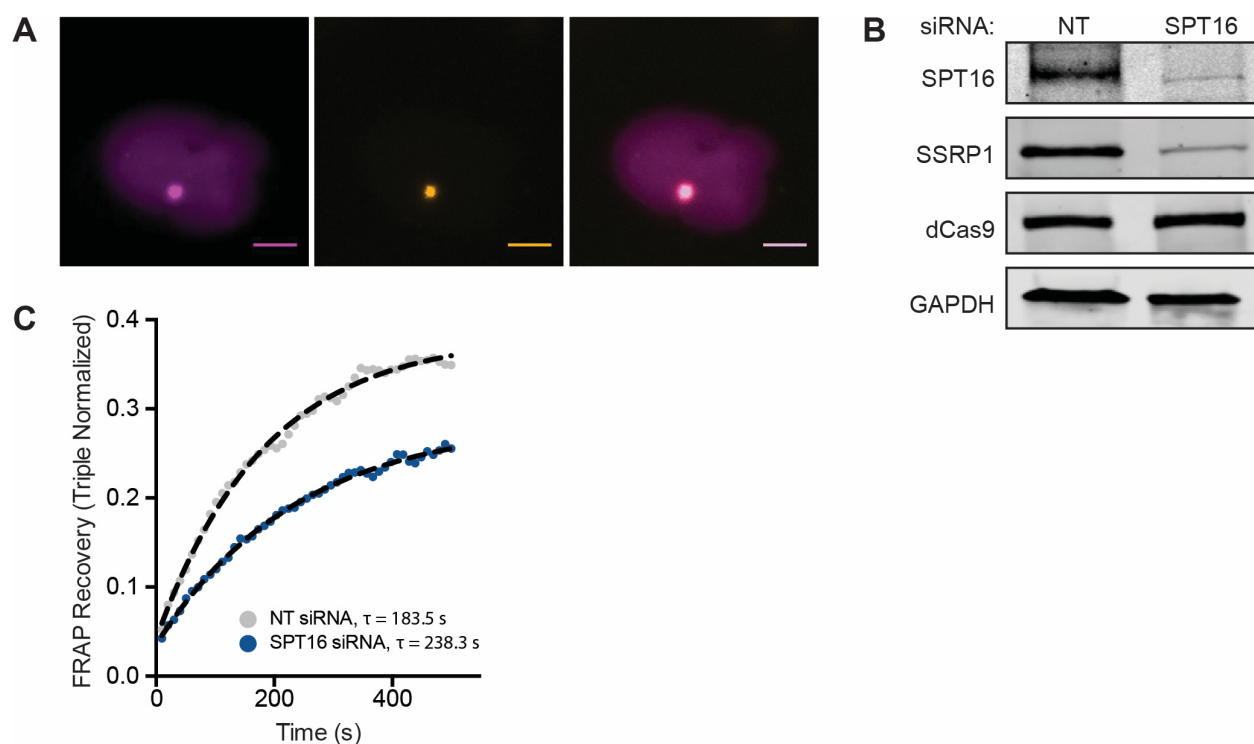 A
B
siRNA: NT SPT16
SPT16
SSRP1
dCas9
GAPDH
C
FRAP Recovery (Triple Normalized)
0.4
0.3
0.2
0.1
0.0
NT siRNA, τ = 183.5 s
SPT16 siRNA, τ = 238.3 s
0 200 400
Time (s)